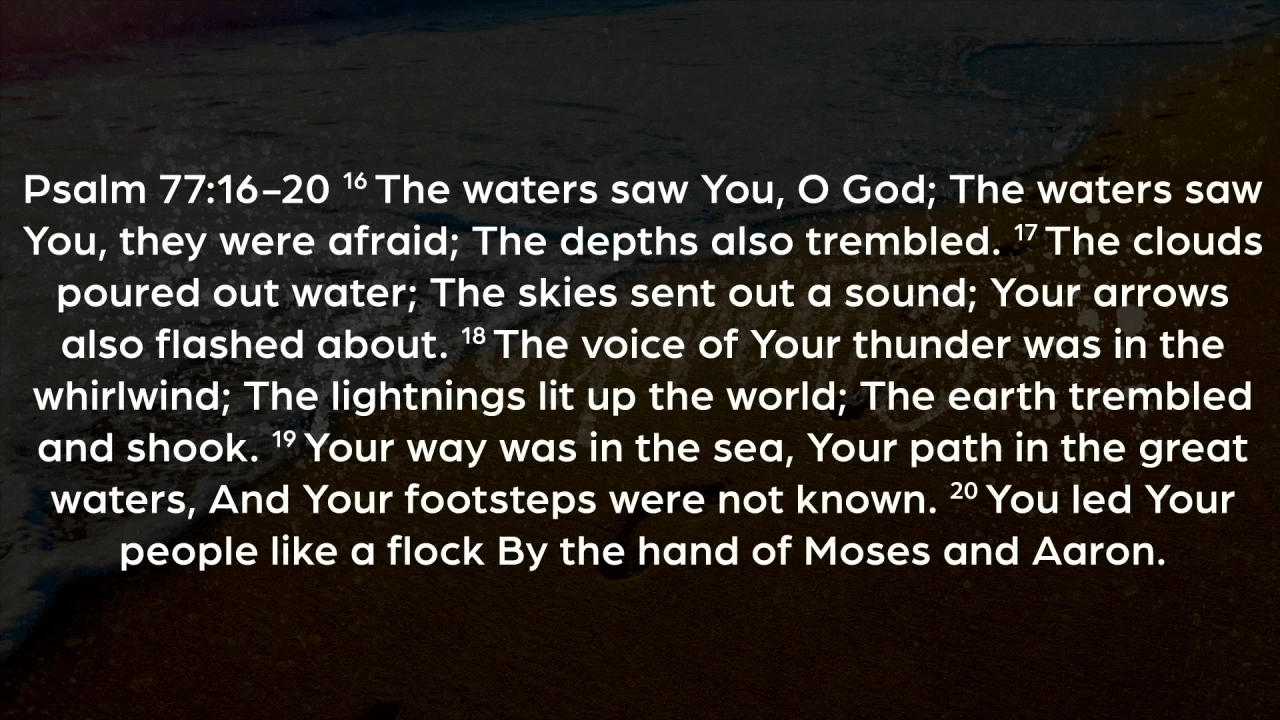 Psalm 77:16–20 16 The waters saw You, O God; The waters saw
You, they were afraid; The depths also trembled. 17 The clouds
poured out water; The skies sent out a sound; Your arrows
also flashed about. 18 The voice of Your thunder was in the
whirlwind; The lightnings lit up the world; The earth trembled
and shook. 19 Your way was in the sea, Your path in the great
waters, And Your footsteps were not known. 20 You led Your
people like a flock By the hand of Moses and Aaron.